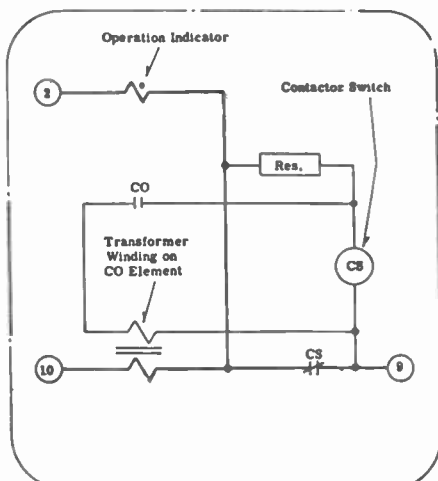 Operation Indicator
2
Contactor Switch
Res.
CO
Transformer
Winding on
CO Element
CS
10
CS
9